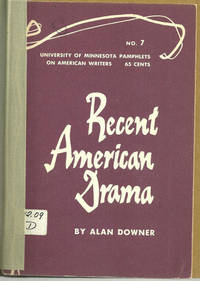 NO. 7
UNIVERSITY OF MINNESOTA PAMPHLETS
ON AMERICAN WRITERS 65 CENTS
Recent
American
Drama
BY ALAN DOWNER
D